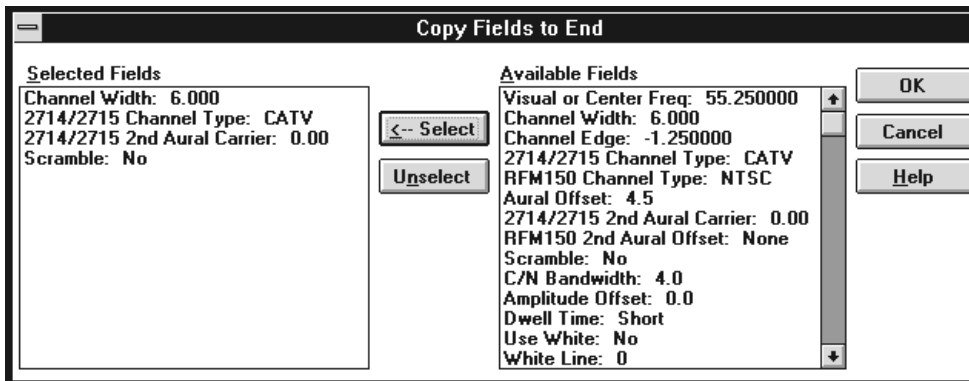 Copy Fields to End
Selected Fields
Channel Width: 6.000
2714/2715 Channel Type: CATV
2714/2715 2nd Aural Carrier: 0.00
Scramble: No
<-- Select
Unselect
Available Fields
Visual or Center Freq: 55.250000
Channel Width: 6.000
Channel Edge: -1.250000
2714/2715 Channel Type: CATV
RFM150 Channel Type: NTSC
Aural Offset: 4.5
2714/2715 2nd Aural Carrier: 0.00
RFM150 2nd Aural Offset: None
Scramble: No
C/N Bandwidth: 4.0
Amplitude Offset: 0.0
Dwell Time: Short
Use White: No
White Line: 0
OK
Cancel
Help